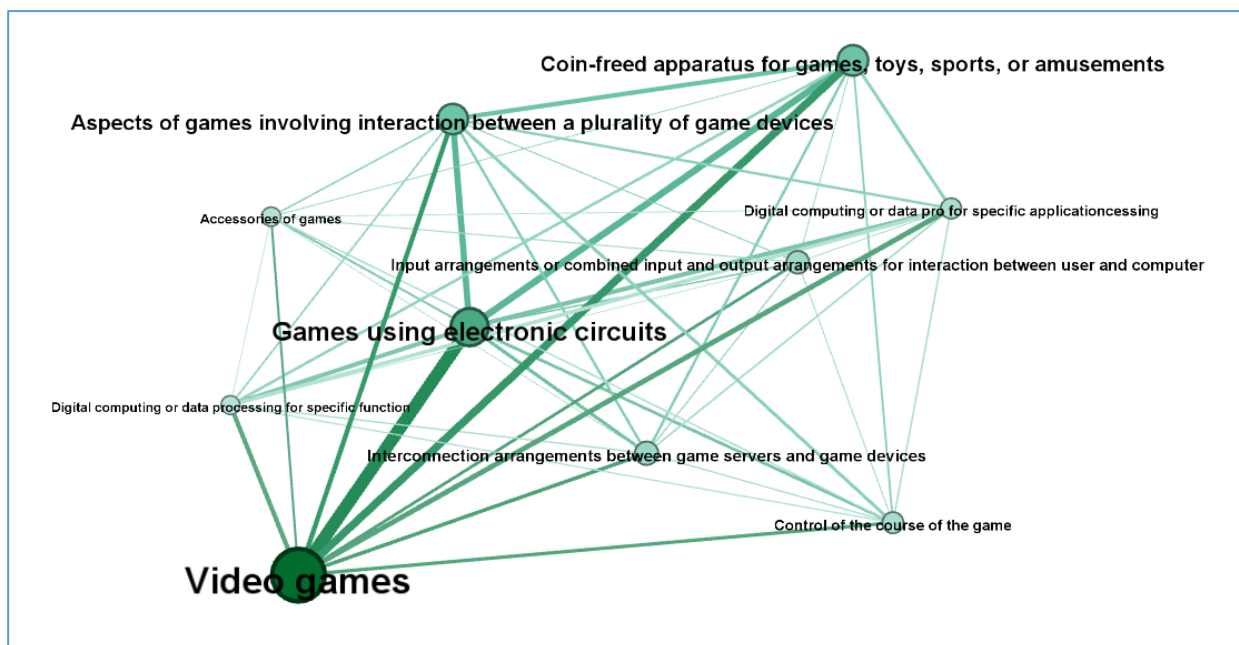 Coin-freed apparatus for games, toys, sports, or amusements
Aspects of games involving interaction between a plurality of game devices
Accessories of games
Digital computing or data pro for specific applicationcessing
Input arrangements or combined input and output arrangements for interaction between user and computer
Games using electronic circuits
Digital computing or data processing for specific function
Interconnection arrangements between game servers and game devices
Control of the course of the game
Video games